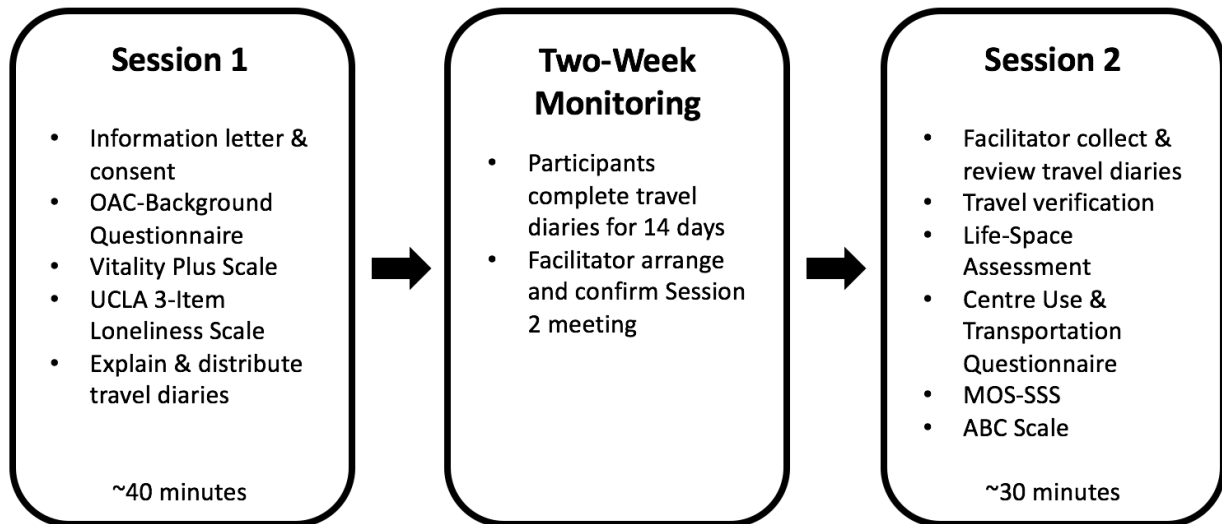 Session 1
• Information letter &
consent
• OAC-Background
Questionnaire
• Vitality Plus Scale
• UCLA 3-Item
Loneliness Scale
• Explain & distribute
travel diaries
~40 minutes
Two-Week
Monitoring
• Participants
complete travel
diaries for 14 days
• Facilitator arrange
and confirm Session
2 meeting
Session 2
• Facilitator collect &
review travel diaries
• Travel verification
• Life-Space
Assessment
• Centre Use &
Transportation
Questionnaire
• MOS-SSS
• ABC Scale
~30 minutes